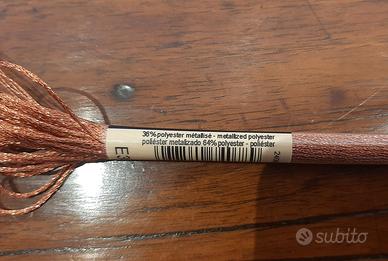 36% polyester métallisé - metallized polyester
poliéster metalizado 64% polyester - poliéster
subito